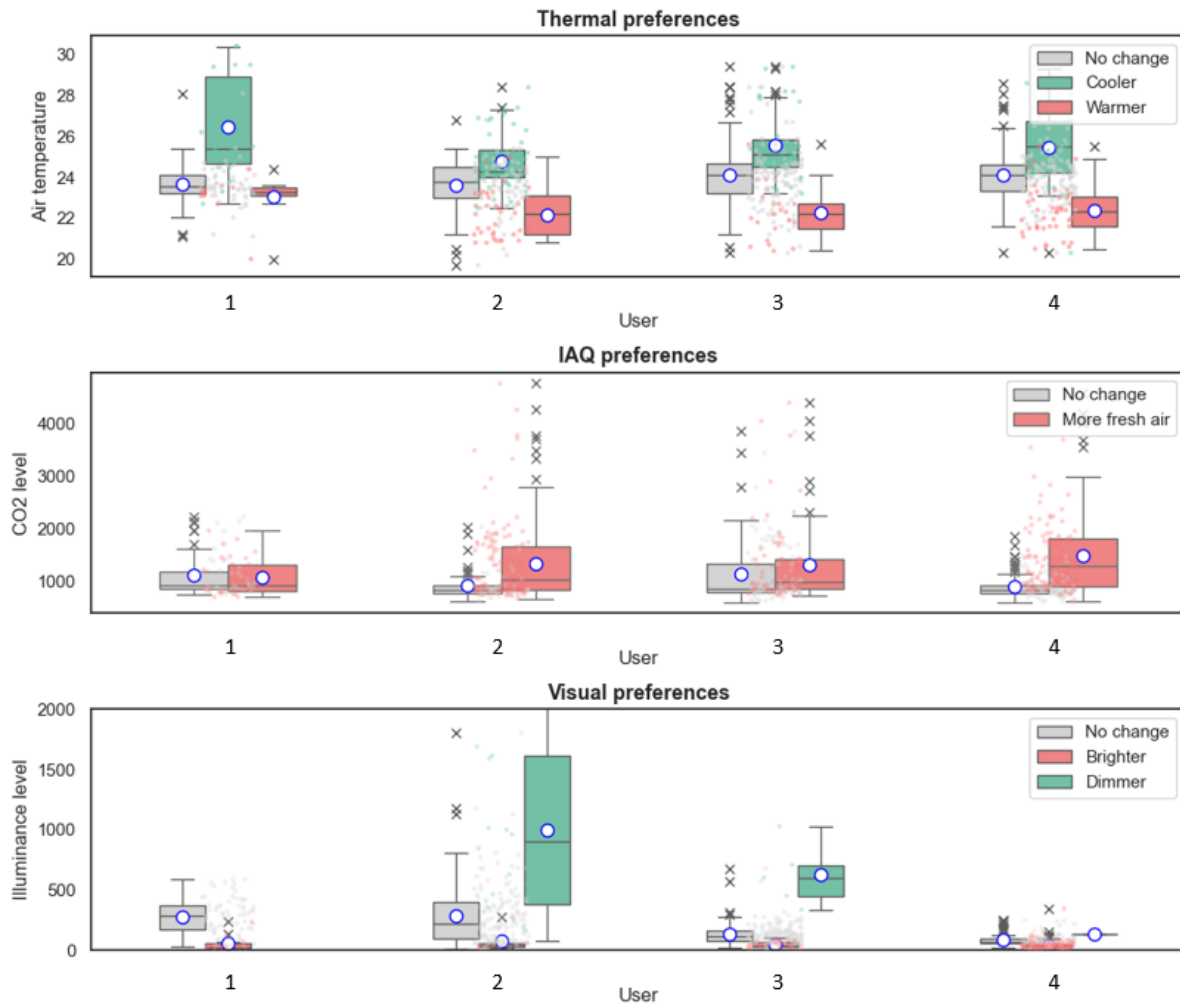 Thermal preferences
30
28
26
24
22
20
Air temperature
No change
Cooler
Warmer
1 2 3 4
User
IAQ preferences
4000
3000
2000
1000
CO2 level
No change
More fresh air
1 2 3 4
User
Visual preferences
2000
1500
1000
500
0
Illuminance level
No change
Brighter
Dimmer
1 2 3 4
User